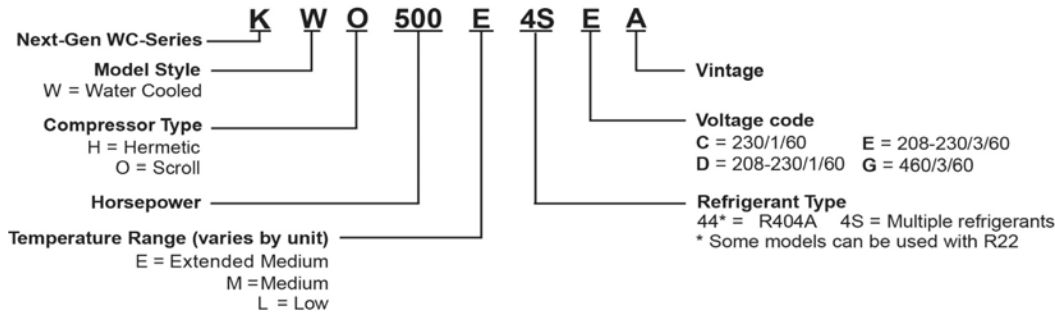 K W O 500 E 4S E A
Next-Gen WC-Series
Model Style
W = Water Cooled
Compressor Type
H = Hermetic
O = Scroll
Horsepower
Temperature Range (varies by unit)
E = Extended Medium
M =Medium
L = Low
Vintage
Voltage code
C = 230/1/60 E = 208-230/3/60
D = 208-230/1/60 G = 460/3/60
Refrigerant Type
44* = R404A 4S = Multiple refrigerants
* Some models can be used with R22